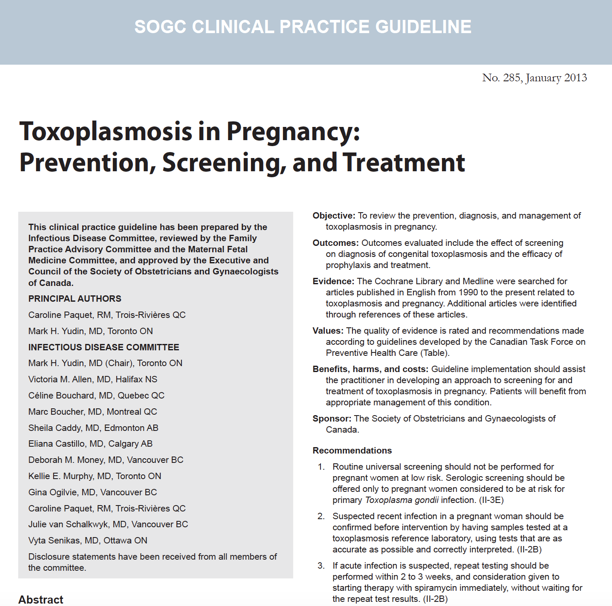 SOGC CLINICAL PRACTICE GUIDELINE
No. 285, January 2013
Toxoplasmosis in Pregnancy:
Prevention, Screening, and Treatment
This clinical practice guideline has been prepared by the
Infectious Disease Committee, reviewed by the Family
Practice Advisory Committee and the Maternal Fetal
Medicine Committee, and approved by the Executive and
Council of the Society of Obstetricians and Gynaecologists
of Canada.
PRINCIPAL AUTHORS
Caroline Paquet, RM, Trois-Rivières QC
Mark H. Yudin, MD, Toronto ON
INFECTIOUS DISEASE COMMITTEE
Mark H. Yudin, MD (Chair), Toronto ON
Victoria M. Allen, MD, Halifax NS
Céline Bouchard, MD, Quebec QC
Marc Boucher, MD, Montreal QC
Sheila Caddy, MD, Edmonton AB
Eliana Castillo, MD, Calgary AB
Deborah M. Money, MD, Vancouver BC
Kellie E. Murphy, MD, Toronto ON
Gina Ogilvie, MD, Vancouver BC
Caroline Paquet, RM, Trois-Rivières QC
Julie van Schalkwyk, MD, Vancouver BC
Vyta Senikas, MD, Ottawa ON
Disclosure statements have been received from all members of
the committee.
Abstract
Objective: To review the prevention, diagnosis, and management of
toxoplasmosis in pregnancy.
Outcomes: Outcomes evaluated include the effect of screening
on diagnosis of congenital toxoplasmosis and the efficacy of
prophylaxis and treatment.
Evidence: The Cochrane Library and Medline were searched for
articles published in English from 1990 to the present related to
toxoplasmosis and pregnancy. Additional articles were identified
through references of these articles.
Values: The quality of evidence is rated and recommendations made
according to guidelines developed by the Canadian Task Force on
Preventive Health Care (Table).
Benefits, harms, and costs: Guideline implementation should assist
the practitioner in developing an approach to screening for and
treatment of toxoplasmosis in pregnancy. Patients will benefit from
appropriate management of this condition.
Sponsor: The Society of Obstetricians and Gynaecologists of
Canada.
Recommendations
1. Routine universal screening should not be performed for
pregnant women at low risk. Serologic screening should be
offered only to pregnant women considered to be at risk for
primary Toxoplasma gondii infection. (II-3E)
2. Suspected recent infection in a pregnant woman should be
confirmed before intervention by having samples tested at a
toxoplasmosis reference laboratory, using tests that are as
accurate as possible and correctly interpreted. (II-2B)
3. If acute infection is suspected, repeat testing should be
performed within 2 to 3 weeks, and consideration given to
starting therapy with spiramycin immediately, without waiting for
the repeat test results. (II-2B)